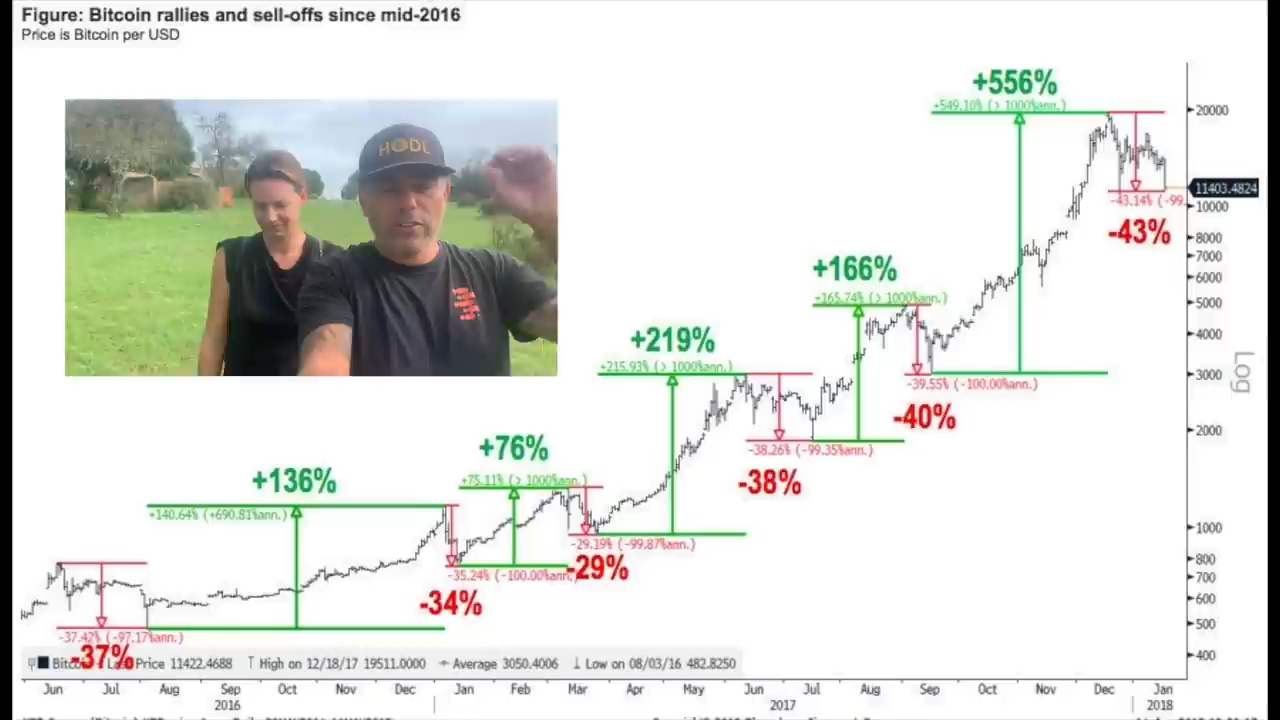 Figure: Bitcoin rallies and sell-offs since mid-2016
Price is Bitcoin per USD
+556%
+549.10% (> 1000%ann.)
20000
HODL
11403.4824
-43.14% (-99.
10000
-43%
8000
7000
+166%
6000
+165.74% (> 1000%ann.)
5000
+219%
4000
+215.93% (> 1000%ann.)
3000
Log
-39.55% (-100.00%ann.)
-40%
+76%
2000
-38.26% (-99.35%ann.)
+136%
+75.11% (> 1000%ann.)
-38%
+140.64% (+690.81%ann.)
1000
-29.19% (-99.87%ann.)
-35.24% (-100.00%ann.)
-29%
800
700
-34%
600
500
-37.42% (-97.17%ann.)
-37%
400
Bitcoin - Last Price 11422.4688 High on 12/18/17 19511.0000 Average 3050.4006 Low on 08/03/16 482.8250
Jun Jul Aug Sep Oct Nov Dec Jan Feb Mar Apr May Jun Jul Aug Sep Oct Nov Dec Jan
2016 2017 2018